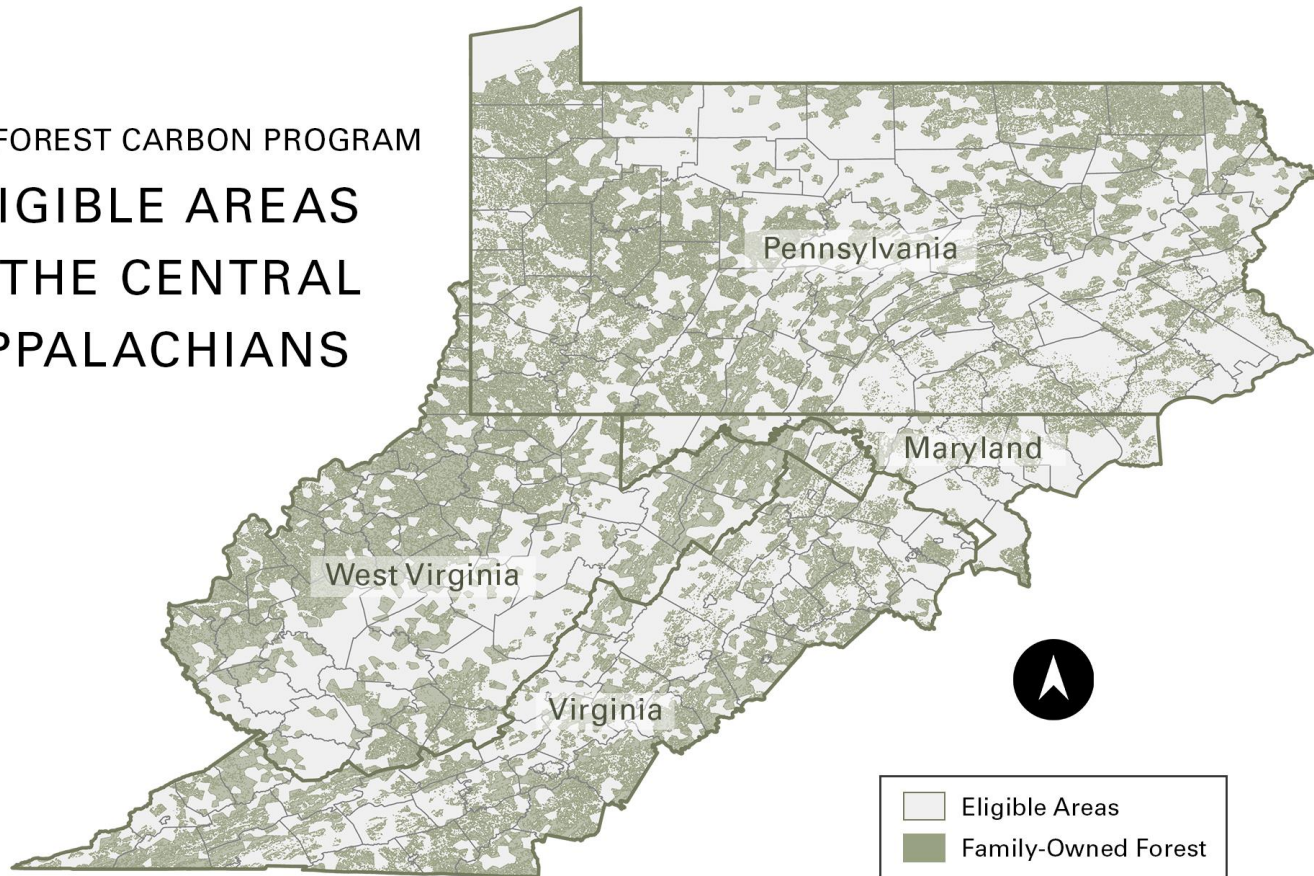 FOREST CARBON PROGRAM
IGIBLE AREAS
THE CENTRAL
PPALACHIANS
Pennsylvania
Maryland
West Virginia
Virginia
Eligible Areas
Family-Owned Forest